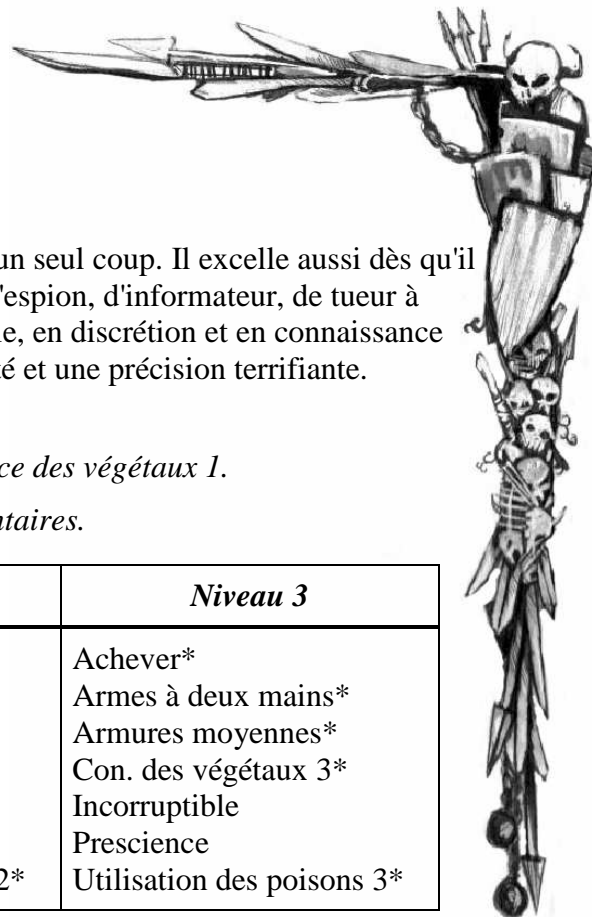 un seul coup. Il excelle aussi dès qu'il
'espion, d'informateur, de tueur à
le, en discrétion et en connaissance
té et une précision terrifiante.
ce des végétaux 1.
ntaires.
Niveau 3
Achever*
Armes à deux mains*
Armures moyennes*
Con. des végétaux 3*
Incorruptible
Prescience
2* Utilisation des poisons 3*